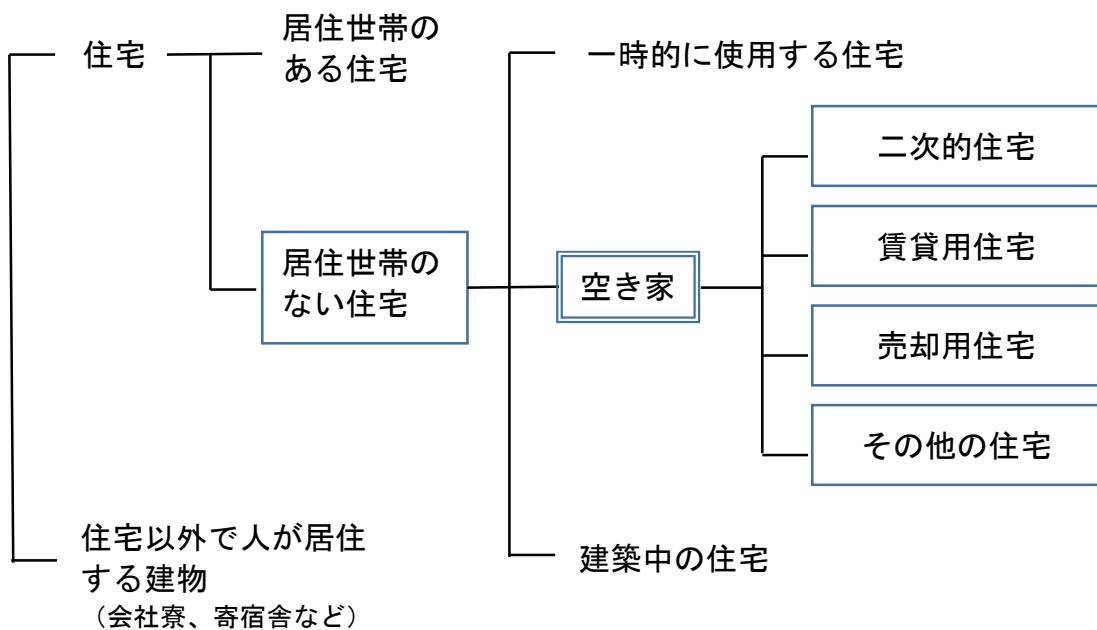 住宅
居住世帯の
ある住宅
一時的に使用する住宅
二次的住宅
賃貸用住宅
居住世帯の
ない住宅
空き家
売却用住宅
その他の住宅
住宅以外で人が居住
する建物
（会社寮、寄宿舎など）
建築中の住宅